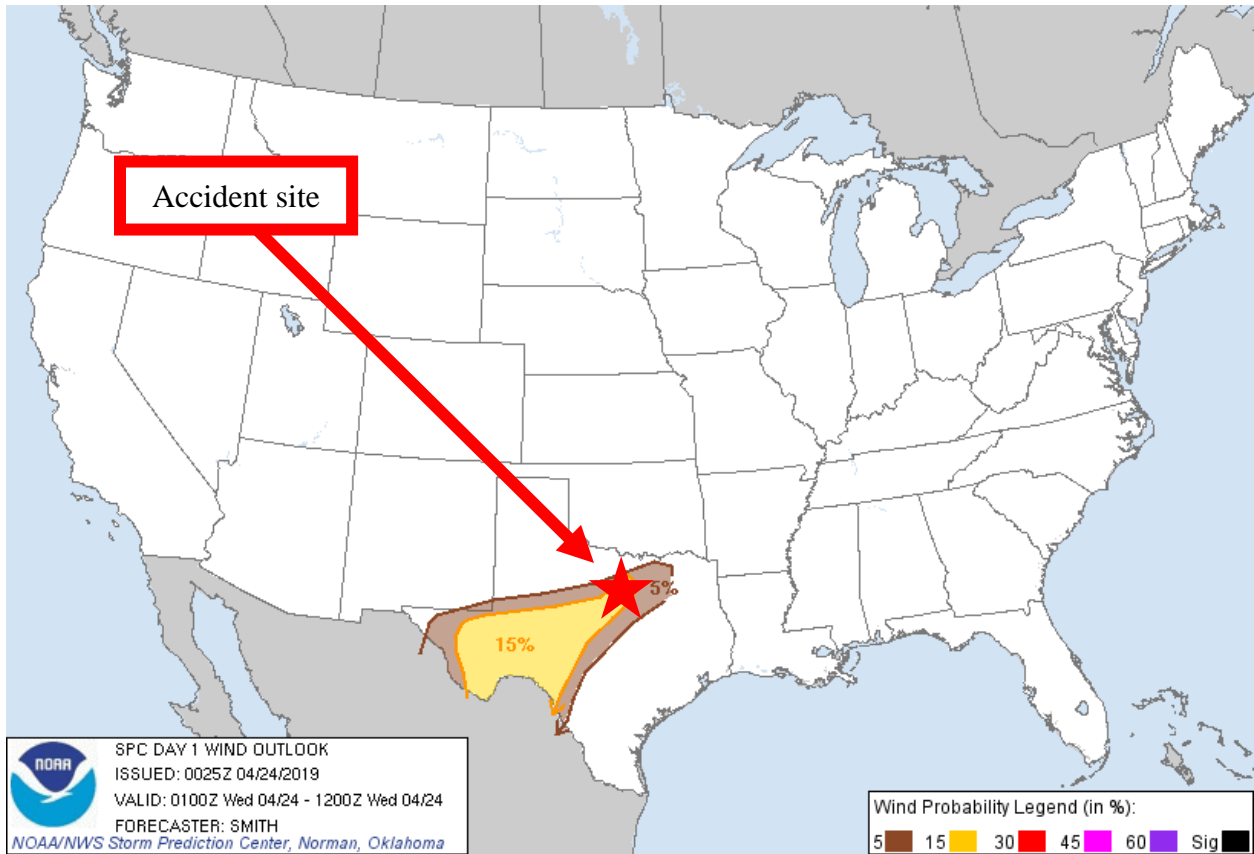 Accident site
5%
15%
NOAA
SPC DAY 1 WIND OUTLOOK
ISSUED: 0025Z 04/24/2019
VALID: 0100Z Wed 04/24 - 1200Z Wed 04/24
FORECASTER: SMITH
NOAA/NWS Storm Prediction Center, Norman, Oklahoma
Wind Probability Legend (in %):
5 15 30 45 60 Sig